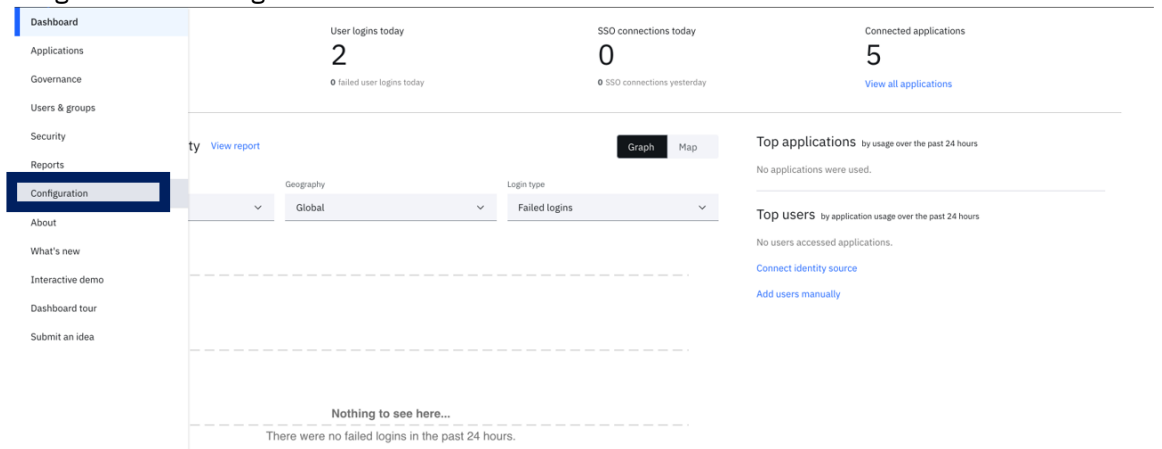 Dashboard
Applications
Governance
Users & groups
Security
Reports
Configuration
About
What's new
Interactive demo
Dashboard tour
Submit an idea
User logins today
2
0 failed user logins today
SSO connections today
0
0 SSO connections yesterday
Connected applications
5
View all applications
ty View report
Graph Map
Geography
Global
Login type
Failed logins
Nothing to see here...
There were no failed logins in the past 24 hours.
Top applications by usage over the past 24 hours
No applications were used.
Top users by application usage over the past 24 hours
No users accessed applications.
Connect identity source
Add users manually